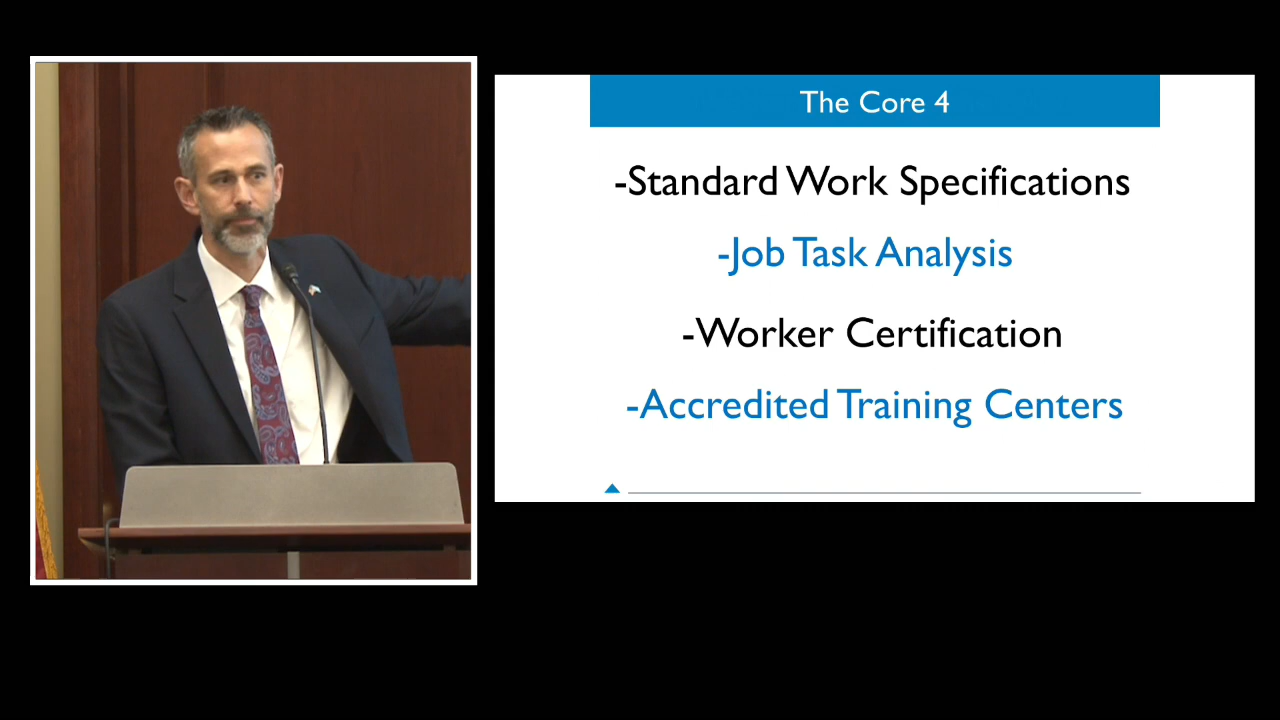 The Core 4
-Standard Work Specifications
-Job Task Analysis
-Worker Certification
-Accredited Training Centers